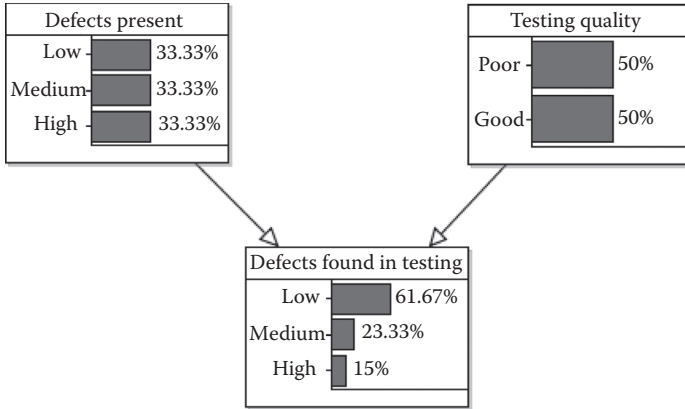 Defects present
Low 33.33%
Medium 33.33%
High 33.33%
Testing quality
Poor 50%
Good 50%
Defects found in testing
Low 61.67%
Medium 23.33%
High 15%